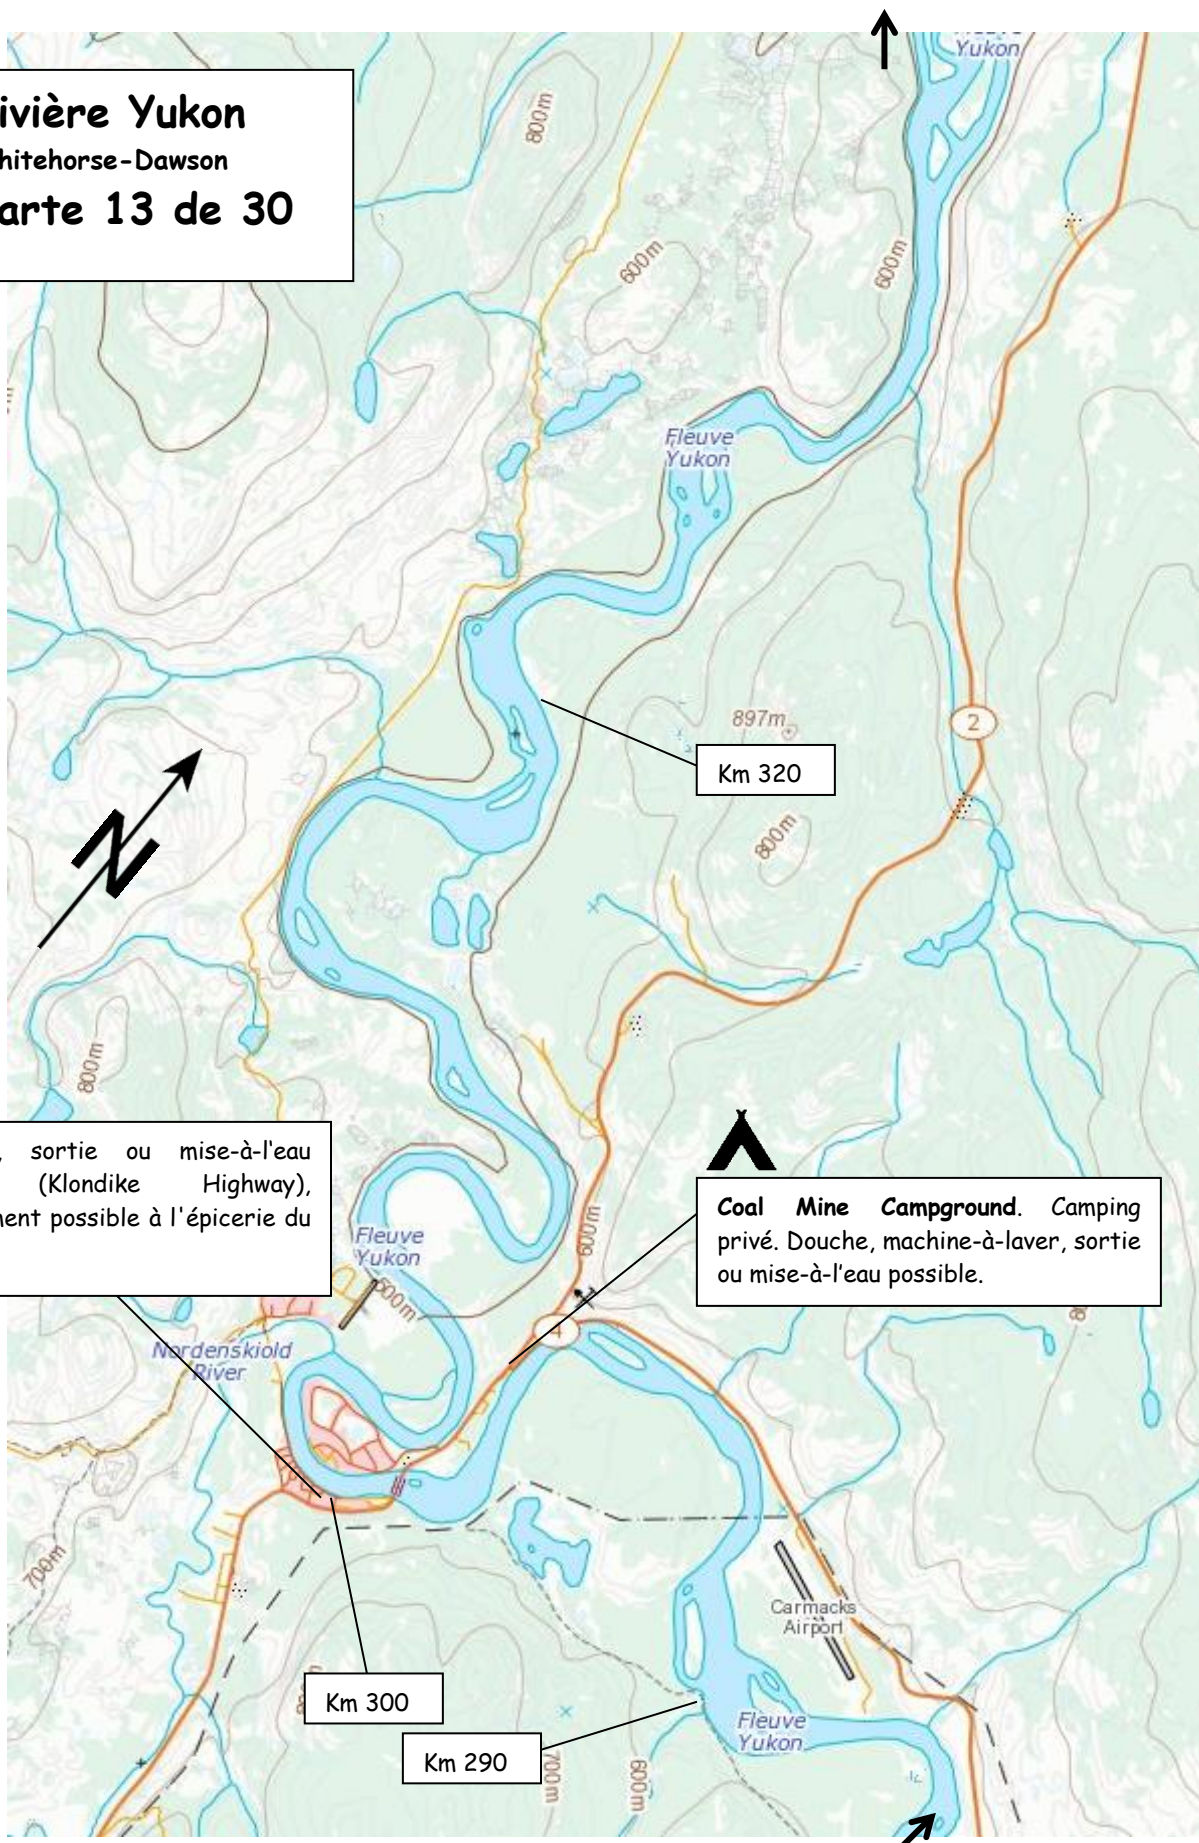 Fleuve
Yukon
ivière Yukon
hitehorse-Dawson
arte 13 de 30
800m
600m
600m
Fleuve
Yukon
897m
2
Km 320
800m
N
800m
, sortie ou mise-à-l'eau
(Klondike Highway),
ment possible à l'épicerie du
Coal Mine Campground. Camping
privé. Douche, machine-à-laver, sortie
ou mise-à-l'eau possible.
600m
Fleuve
Yukon
500m
4
Nordenskiold
River
700m
Carmacks
Airport
Km 300
Km 290
Fleuve
Yukon
700m
600m